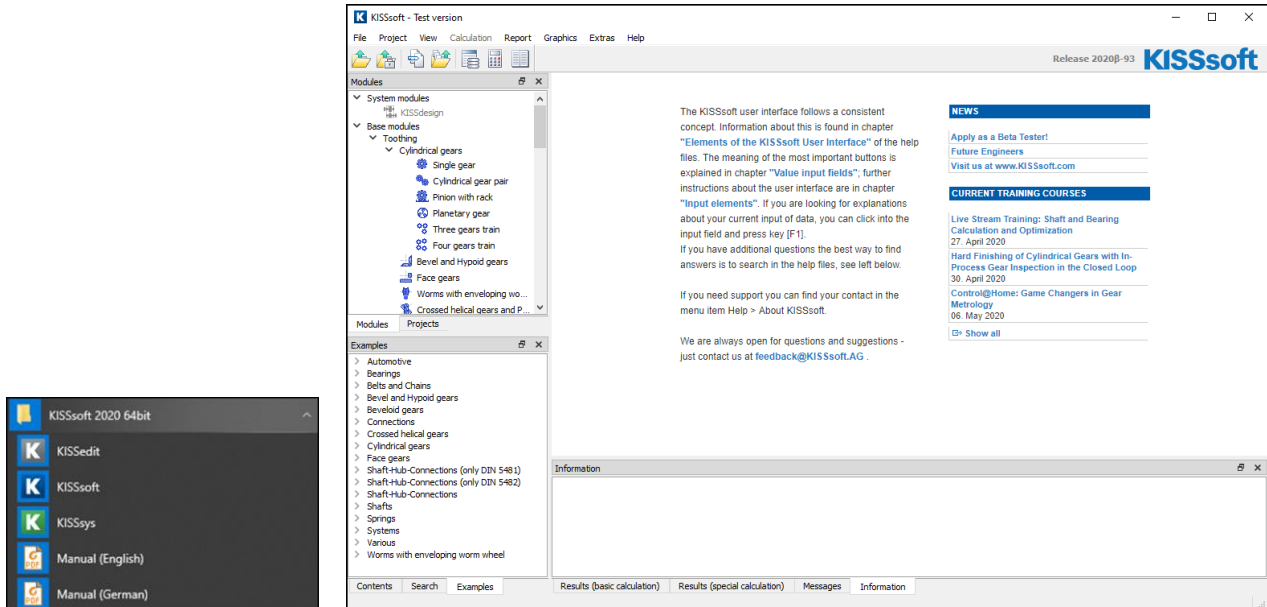 KISSsoft 2020 64bit
KISSedit
KISSsoft
KISSsys
Manual (English)
Manual (German)
KISSsoft - Test version
File Project View Calculation Report Graphics Extras Help
Release 2020β-93 KISSsoft
Modules
System modules
KISSdesign
Base modules
Toothing
Cylindrical gears
Single gear
Cylindrical gear pair
Pinion with rack
Planetary gear
Three gears train
Four gears train
Bevel and Hypoid gears
Face gears
Worms with enveloping wo...
Crossed helical gears and P...
Modules Projects
Examples
Automotive
Bearings
Belts and Chains
Bevel and Hypoid gears
Beveloid gears
Connections
Crossed helical gears
Cylindrical gears
Face gears
Shaft-Hub-Connections (only DIN 5481)
Shaft-Hub-Connections (only DIN 5482)
Shaft-Hub-Connections
Shafts
Springs
Systems
Various
Worms with enveloping worm wheel
Contents Search Examples
The KISSsoft user interface follows a consistent
concept. Information about this is found in chapter
"Elements of the KISSsoft User Interface" of the help
files. The meaning of the most important buttons is
explained in chapter "Value input fields"; further
instructions about the user interface are in chapter
"Input elements". If you are looking for explanations
about your current input of data, you can click into the
input field and press key [F1].
If you have additional questions the best way to find
answers is to search in the help files, see left below.
If you need support you can find your contact in the
menu item Help > About KISSsoft.
We are always open for questions and suggestions -
just contact us at feedback@KISSsoft.AG .
NEWS
Apply as a Beta Tester!
Future Engineers
Visit us at www.KISSsoft.com
CURRENT TRAINING COURSES
Live Stream Training: Shaft and Bearing
Calculation and Optimization
27. April 2020
Hard Finishing of Cylindrical Gears with In-
Process Gear Inspection in the Closed Loop
30. April 2020
Control@Home: Game Changers in Gear
Metrology
06. May 2020
Show all
Information
Results (basic calculation) Results (special calculation) Messages Information